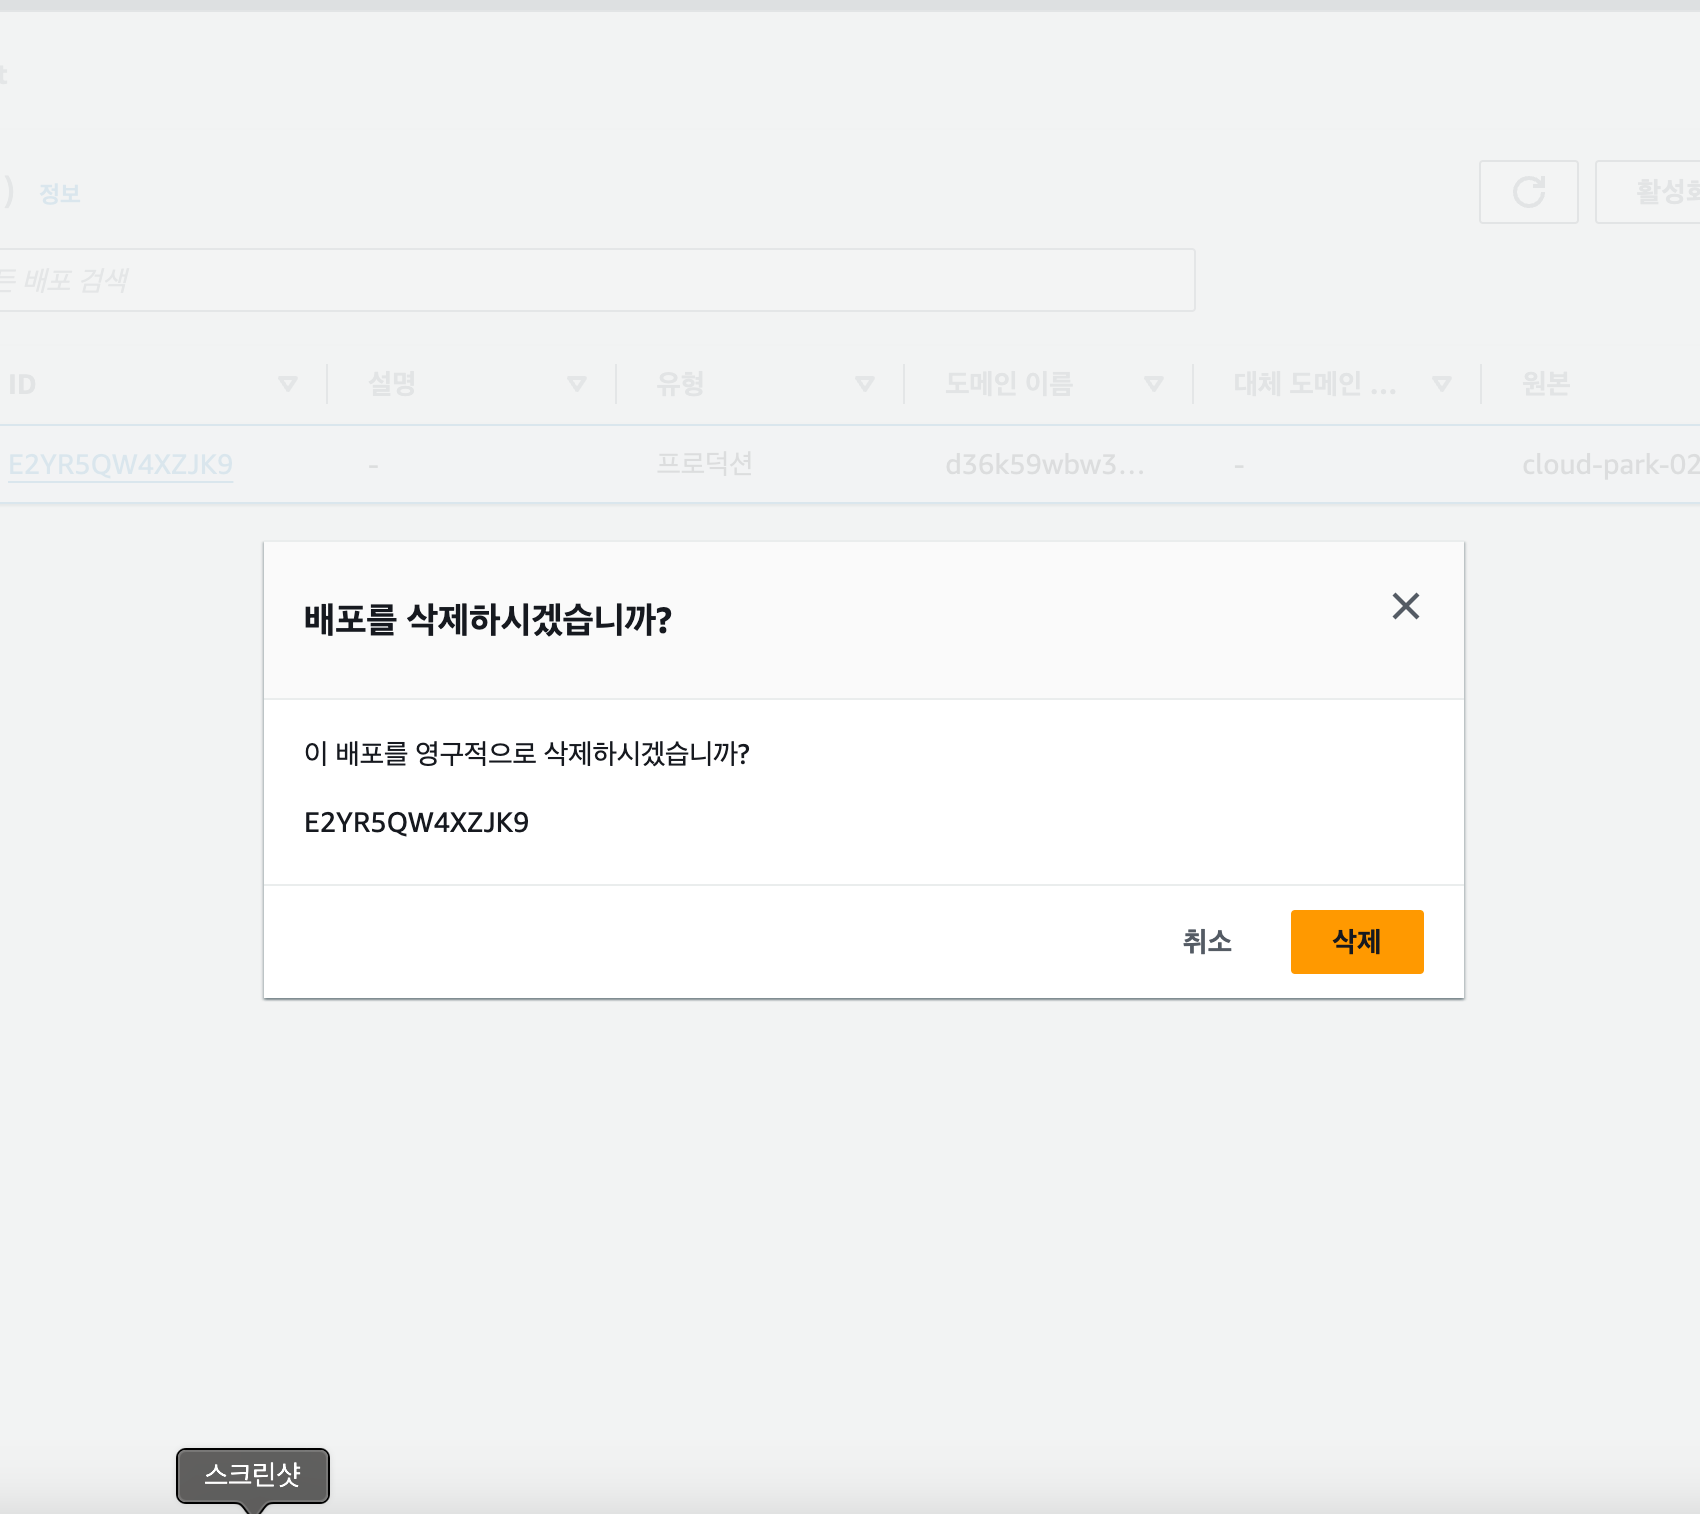 정보
활성화
배포 검색
ID 설명 유형 도메인 이름 대체 도메인 ... 원본
E2YR5QW4XZJK9 - 프로덕션 d36k59wbw3... - cloud-park-02
배포를 삭제하시겠습니까?
이 배포를 영구적으로 삭제하시겠습니까?
E2YR5QW4XZJK9
취소 삭제
스크린샷